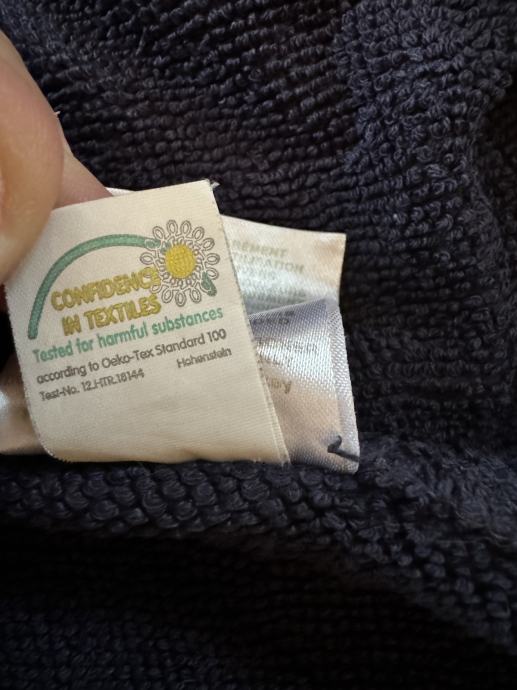 CONFIDENCE
IN TEXTILES
Tested for harmful substances
according to Oeko-Tex Standard 100
Test-No. 12.HTR.18144 Hohenstein